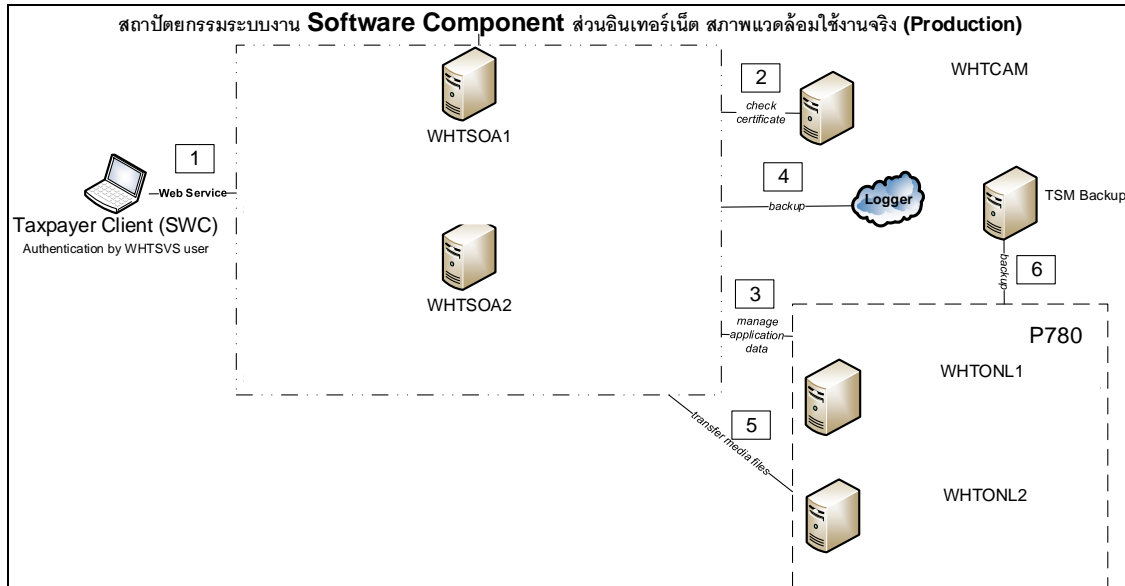 สถาปัตยกรรมระบบงาน Software Component ส่วนอินเทอร์เน็ต สภาพแวดล้อมใช้งานจริง (Production)
WHTSOA1
2
check
certificate
WHTCAM
1
Web Service
Taxpayer Client (SWC)
Authentication by WHTSVS user
4
backup
Logger
TSM Backup
WHTSOA2
3
manage
application
data
backup
6
P780
WHTONL1
5
transfer media files
WHTONL2